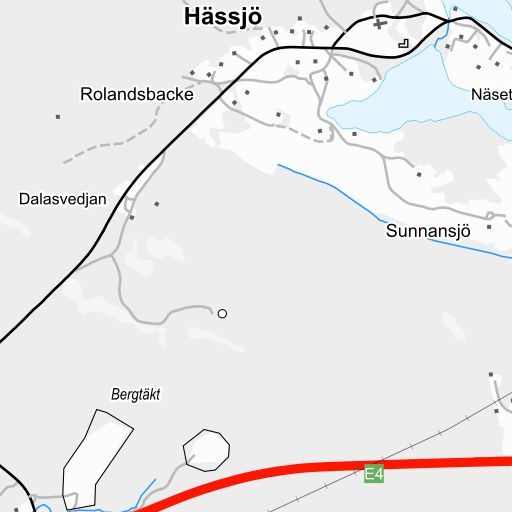 Hässjö
Rolandsbacke
Näset
Dalasvedjan
Sunnansjö
Bergtäkt
E4